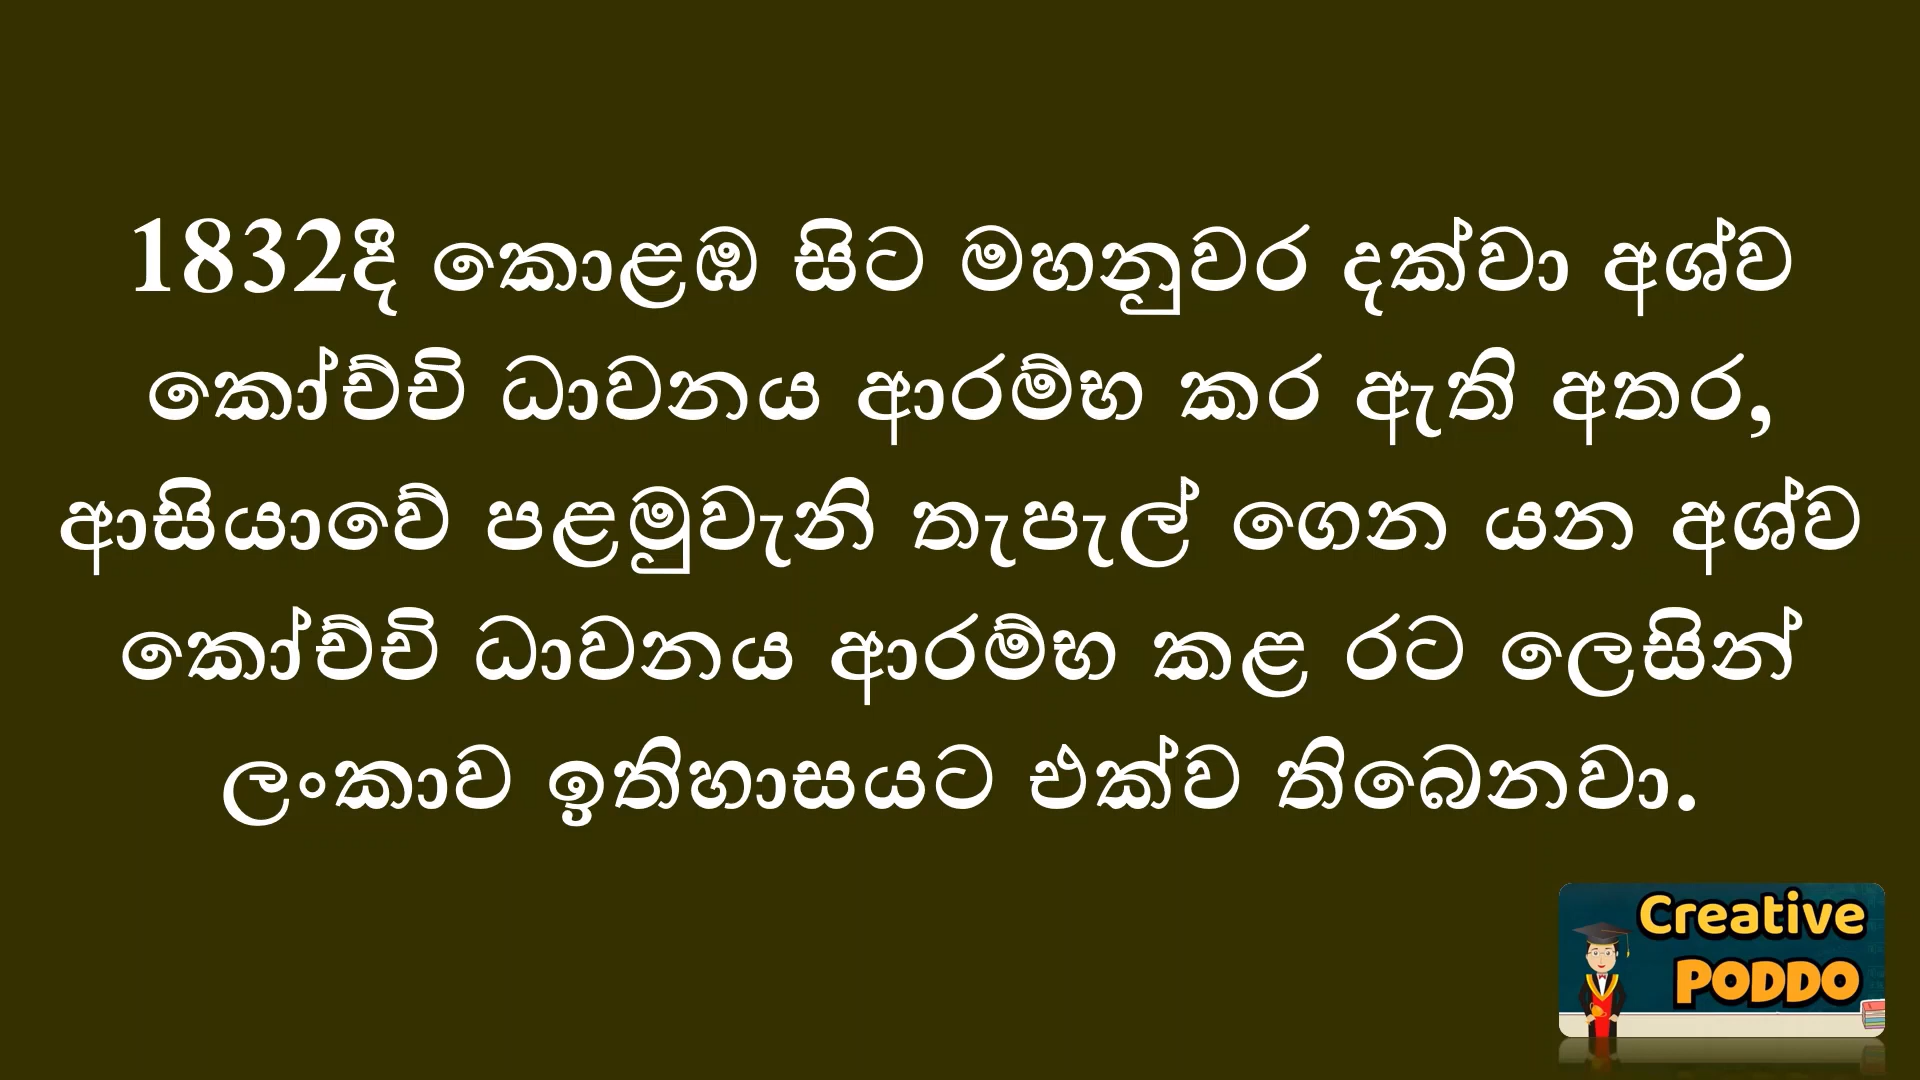 1832දී කොළඹ සිට මහනුවර දක්වා අශ්ව
කෝච්චි ධාවනය ආරම්භ කර ඇති අතර,
ආසියාවේ පළමුවැනි තැපැල් ගෙන යන අශ්ව
කෝච්චි ධාවනය ආරම්භ කළ රට ලෙසින්
ලංකාව ඉතිහාසයට එක්ව තිබෙනවා.
Creative
PODDO